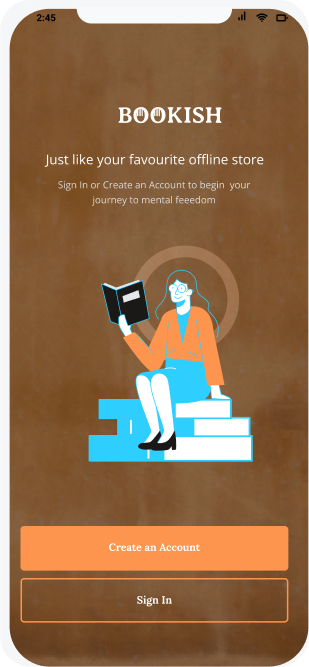 2:45
BOOKISH
Just like your favourite offline store
Sign In or Create an Account to begin your
journey to mental feeedom
Create an Account
Sign In